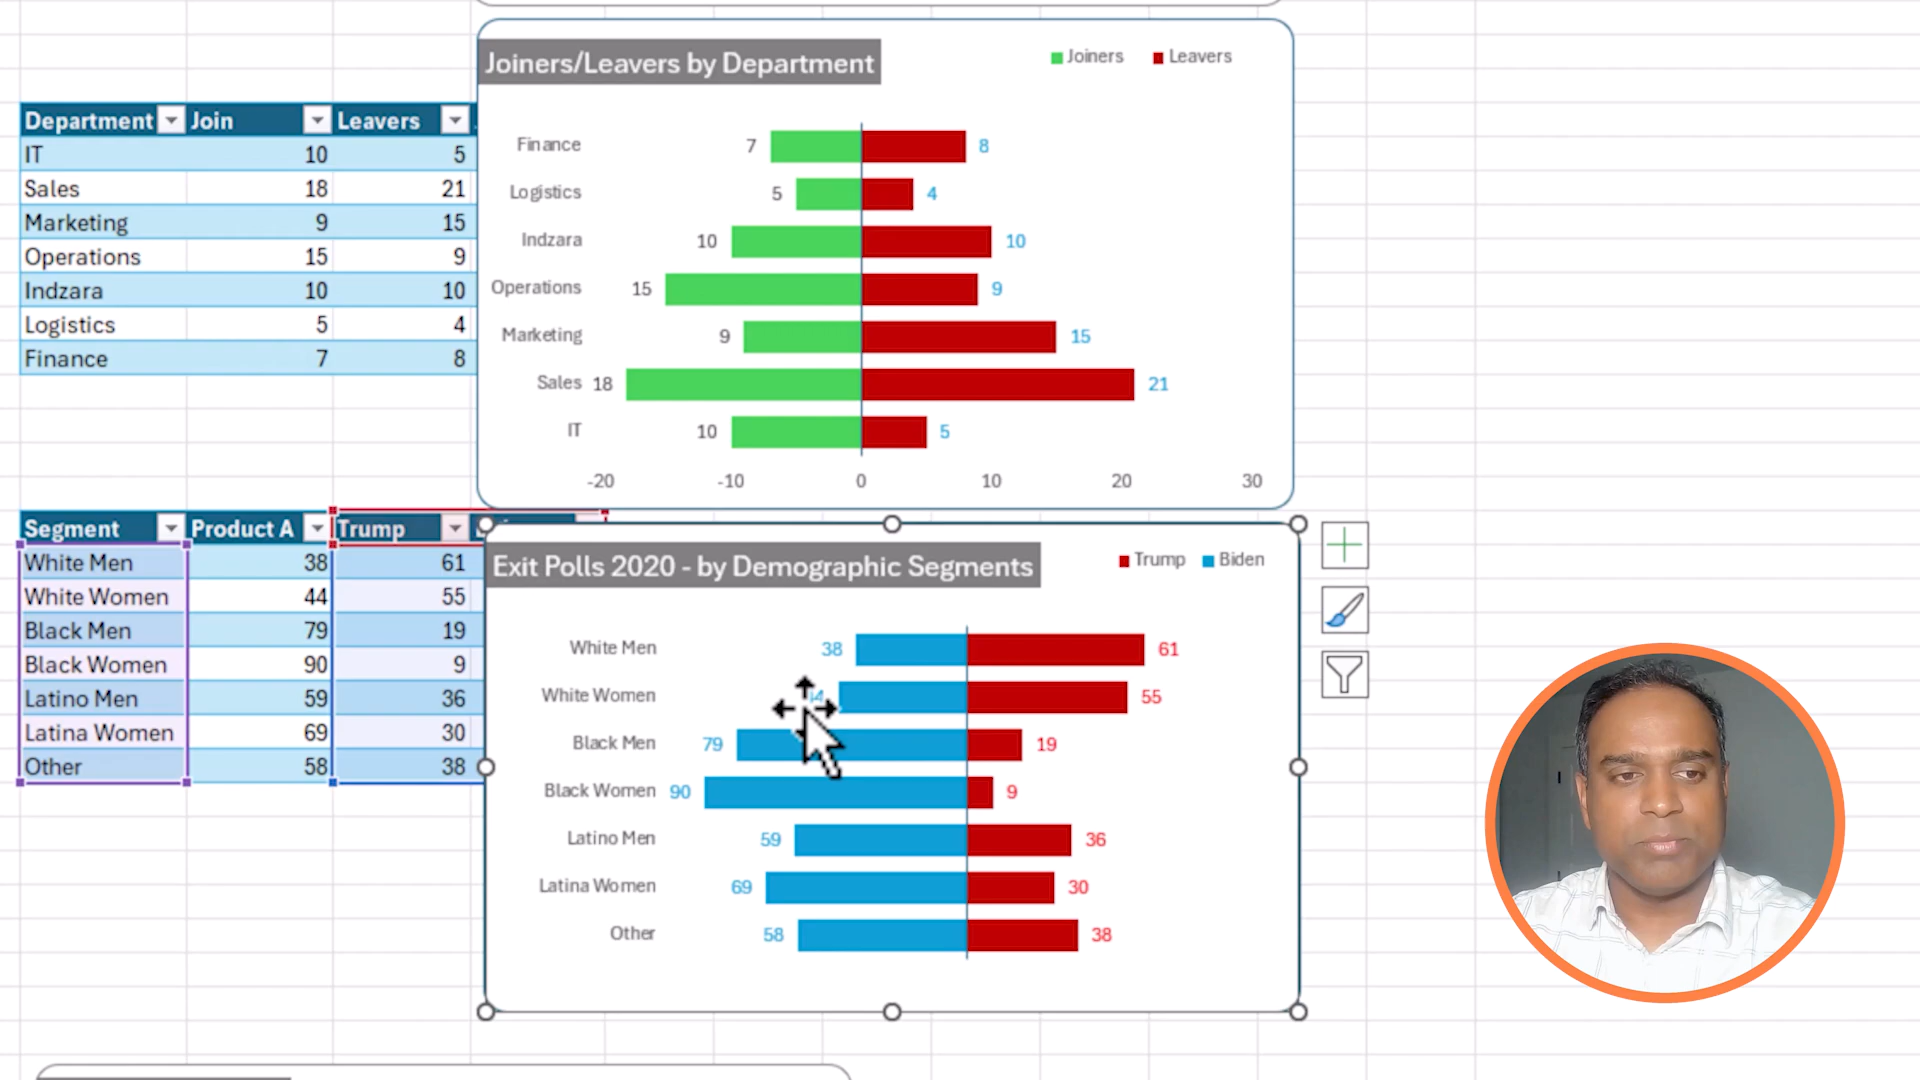 Joiners/Leavers by Department
Joiners Leavers
Department Join Leavers
IT 10 5
Sales 18 21
Marketing 9 15
Operations 15 9
Indzara 10 10
Logistics 5 4
Finance 7 8
Finance 7 8
Logistics 5 4
Indzara 10 10
Operations 15 9
Marketing 9 15
Sales 18 21
IT 10 5
-20 -10 0 10 20 30
Segment Product A Trump
White Men 38 61
White Women 44 55
Black Men 79 19
Black Women 90 9
Latino Men 59 36
Latina Women 69 30
Other 58 38
Exit Polls 2020 - by Demographic Segments
Trump Biden
White Men 38 61
White Women 55
Black Men 79 19
Black Women 90 9
Latino Men 59 36
Latina Women 69 30
Other 58 38